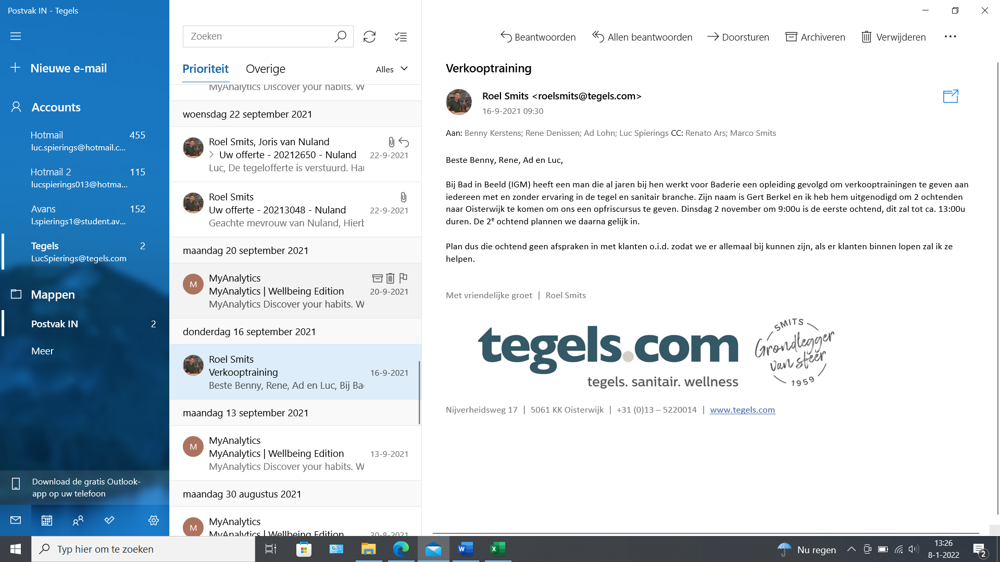 Postvak IN - Tegels
Nieuwe e-mail
Accounts
Hotmail 455
luc.spierings@hotmail.c...
Hotmail 2 115
lucspierings013@hotma...
Avans 152
l.spierings1@student.av...
Tegels 2
LucSpierings@tegels.com
Mappen
Postvak IN 2
Meer
Download de gratis Outlook-
app op uw telefoon
Zoeken
Prioriteit Overige Alles
MyAnalytics Discover your habits. W
woensdag 22 september 2021
Roel Smits, Joris van Nuland
> Uw offerte - 20212650 - Nuland 22-9-2021
Luc, De tegelofferte is verstuurd. Har
Roel Smits
Uw offerte - 20213048 - Nuland 22-9-2021
Geachte mevrouw van Nuland, Hierb
maandag 20 september 2021
M
MyAnalytics
MyAnalytics | Wellbeing Edition 20-9-2021
MyAnalytics Discover your habits. W
donderdag 16 september 2021
Roel Smits
Verkooptraining 16-9-2021
Beste Benny, Rene, Ad en Luc, Bij Bad
maandag 13 september 2021
M
MyAnalytics
MyAnalytics | Wellbeing Edition 13-9-2021
MyAnalytics Discover your habits. W
maandag 30 augustus 2021
M
MyAnalytics
MyAnalytics | Wellbeing Edition 30-8-2021
Beantwoorden Allen beantwoorden Doorsturen Archiveren Verwijderen ...
Verkooptraining
Roel Smits <roelsmits@tegels.com>
16-9-2021 09:30
Aan: Benny Kerstens; Rene Denissen; Ad Lohn; Luc Spierings CC: Renato Ars; Marco Smits
Beste Benny, Rene, Ad en Luc,
Bij Bad in Beeld (IGM) heeft een man die al jaren bij hen werkt voor Baderie een opleiding gevolgd om verkooptrainingen te geven aan
iedereen met en zonder ervaring in de tegel en sanitair branche. Zijn naam is Gert Berkel en ik heb hem uitgenodigd om 2 ochtenden
naar Oisterwijk te komen om ons een opfriscursus te geven. Dinsdag 2 november om 9:00u is de eerste ochtend, dit zal tot ca. 13:00u
duren. De 2e ochtend plannen we daarna gelijk in.
Plan dus die ochtend geen afspraken in met klanten o.i.d. zodat we er allemaal bij kunnen zijn, als er klanten binnen lopen zal ik ze
helpen.
Met vriendelijke groet | Roel Smits
tegels.com
tegels. sanitair. wellness
SMITS
Grondlegger
van sfeer
1959
Nijverheidsweg 17 | 5061 KK Oisterwijk | +31 (0)13 – 5220014 | www.tegels.com
Typ hier om te zoeken
Nu regen
13:26
8-1-2022
2